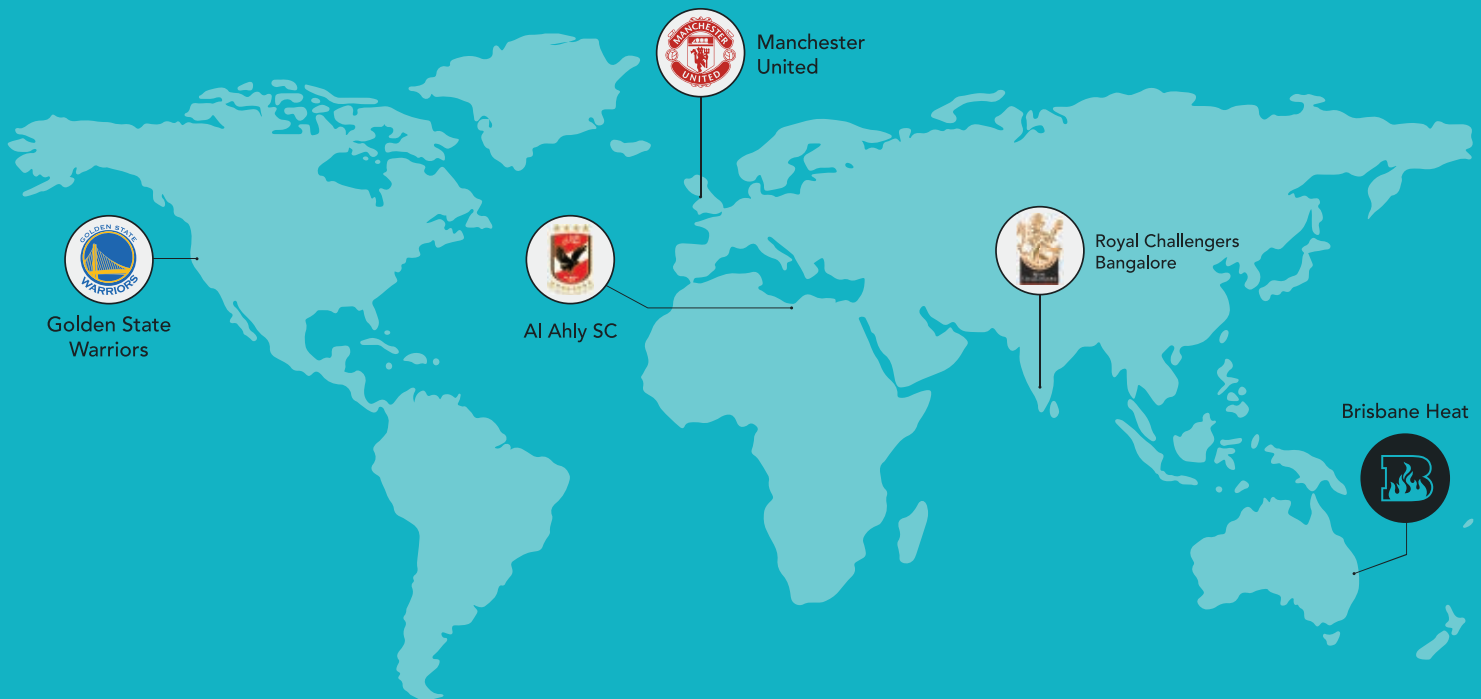 MANCHESTER
UNITED
Manchester
United
GOLDEN STATE
WARRIORS
Golden State
Warriors
Al Ahly SC
Royal Challengers
Bangalore
Brisbane Heat
B